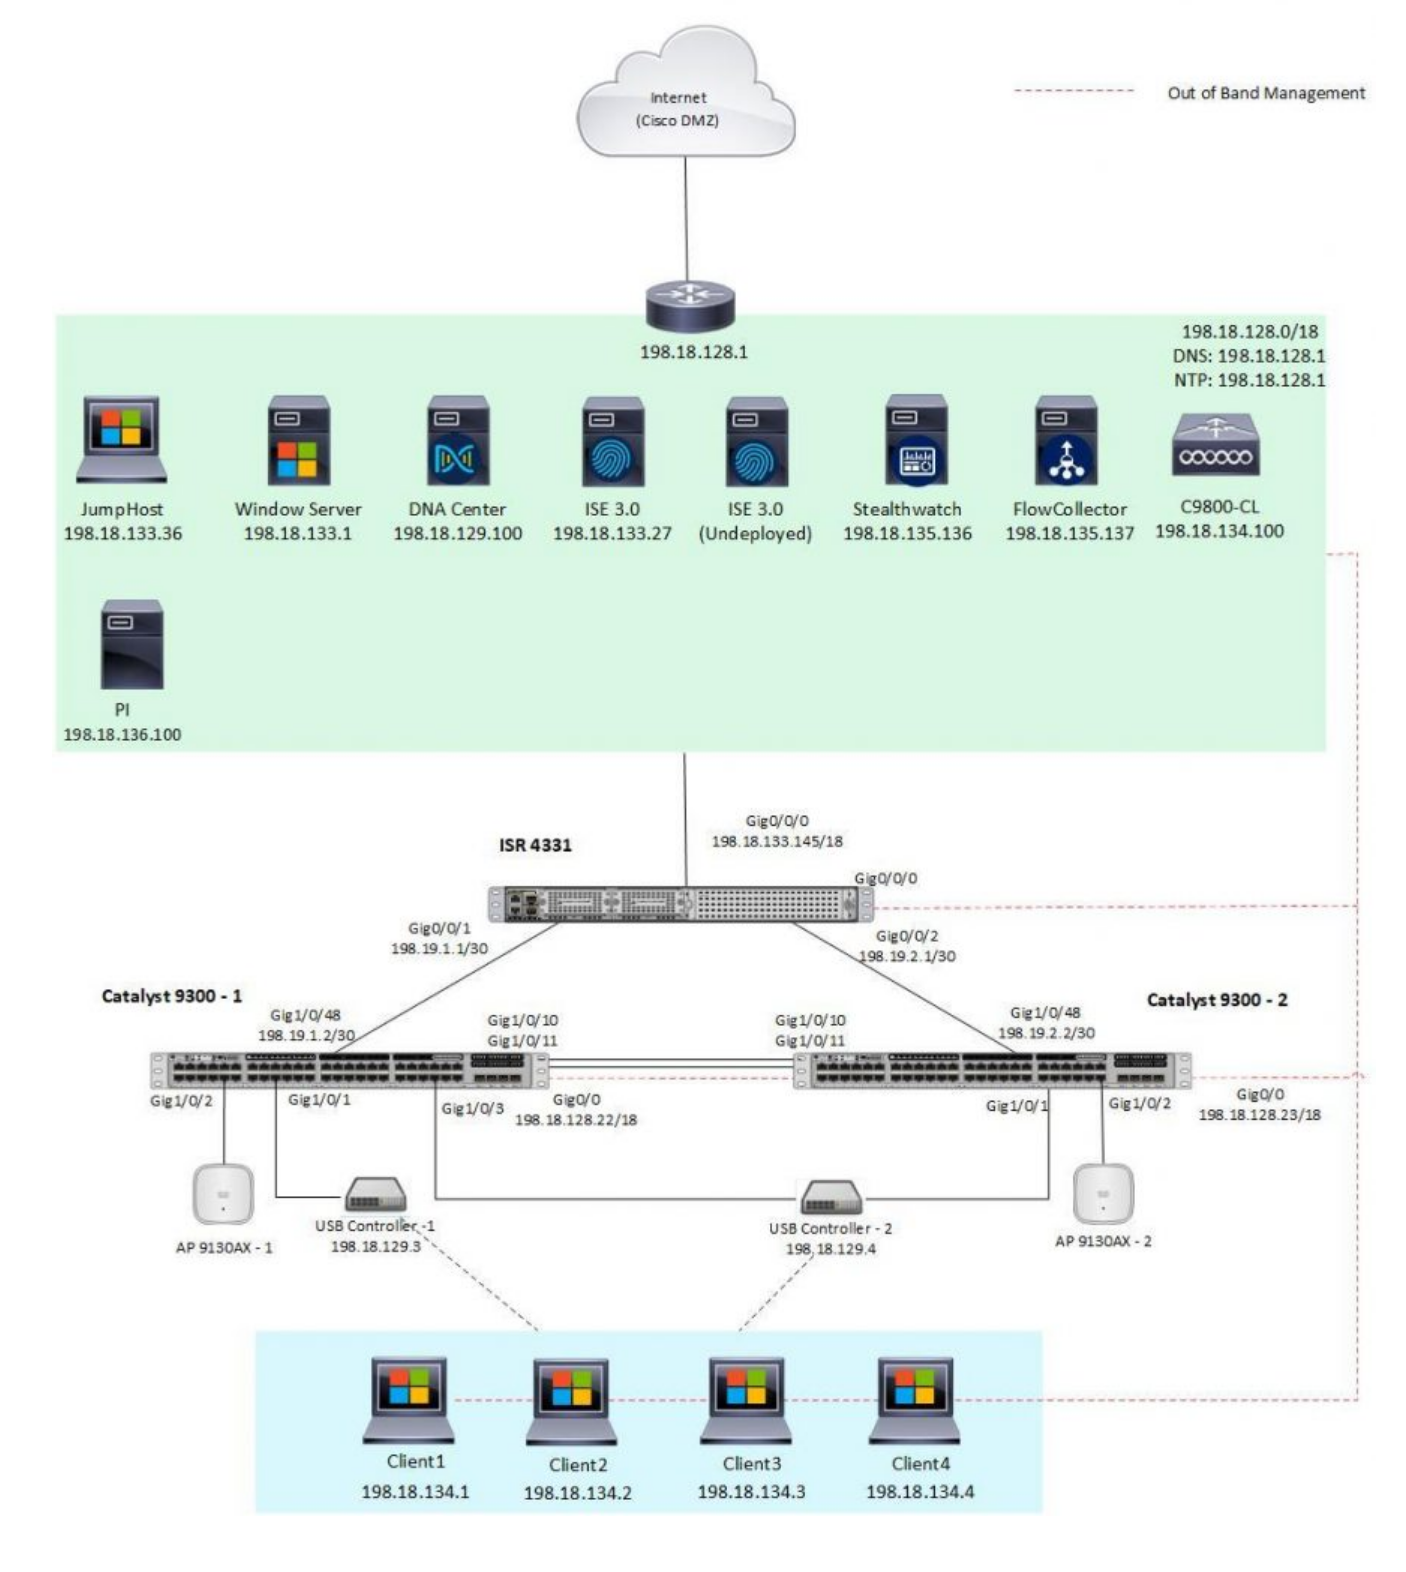 Internet
(Cisco DMZ)
Out of Band Management
198.18.128.1
198.18.128.0/18
DNS: 198.18.128.1
NTP: 198.18.128.1
JumpHost
198.18.133.36
Window Server
198.18.133.1
DNA Center
198.18.129.100
ISE 3.0
198.18.133.27
ISE 3.0
(Undeployed)
Stealthwatch
198.18.135.136
FlowCollector
198.18.135.137
C9800-CL
198.18.134.100
PI
198.18.136.100
Gig0/0/0
198.18.133.145/18
ISR 4331
Gig0/0/0
Gig0/0/1
198.19.1.1/30
Gig0/0/2
198.19.2.1/30
Catalyst 9300 - 1
Gig1/0/48
198.19.1.2/30
Gig1/0/10
Gig1/0/11
Gig1/0/10
Gig1/0/11
Gig1/0/48
198.19.2.2/30
Catalyst 9300 - 2
Gig1/0/2
Gig1/0/1
Gig1/0/3
Gig0/0
198.18.128.22/18
Gig1/0/1
Gig1/0/2
Gig0/0
198.18.128.23/18
AP 9130AX - 1
USB Controller -1
198.18.129.3
USB Controller - 2
198.18.129.4
AP 9130AX - 2
Client1
198.18.134.1
Client2
198.18.134.2
Client3
198.18.134.3
Client4
198.18.134.4